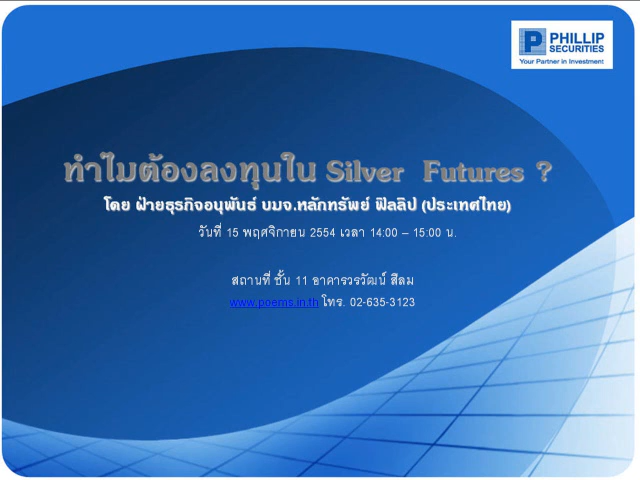 PHILLIP
SECURITIES
Your Partner in Investment
ทำไมต้องลงทุนใน Silver Futures ?
โดย ฝ่ายธุรกิจอนุพันธ์ บมจ.หลักทรัพย์ ฟิลลิป (ประเทศไทย)
วันที่ 15 พฤศจิกายน 2554 เวลา 14:00 – 15:00 น.
สถานที่ ชั้น 11 อาคารวรวัฒน์ สีลม
www.poems.in.th โทร. 02-635-3123